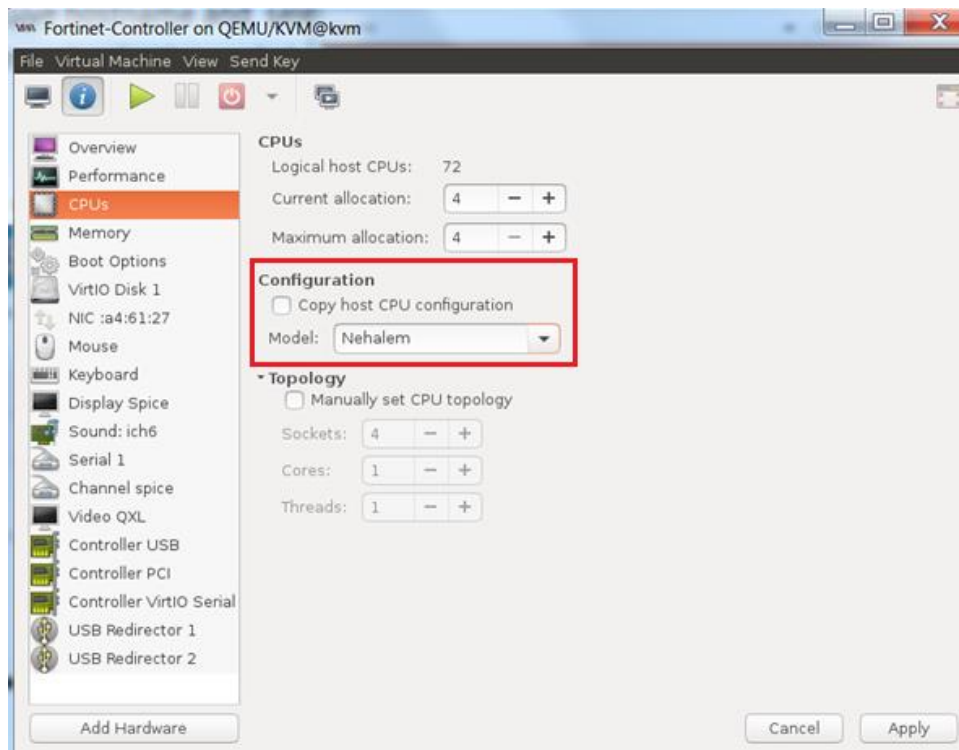 Fortinet-Controller on QEMU/KVM@kvm
File Virtual Machine View Send Key
Overview
Performance
CPUs
Memory
Boot Options
VirtIO Disk 1
NIC :a4:61:27
Mouse
Keyboard
Display Spice
Sound: ich6
Serial 1
Channel spice
Video QXL
Controller USB
Controller PCI
Controller VirtIO Serial
USB Redirector 1
USB Redirector 2
Add Hardware
CPUs
Logical host CPUs: 72
Current allocation: 4 − +
Maximum allocation: 4 − +
Configuration
Copy host CPU configuration
Model: Nehalem
Topology
Manually set CPU topology
Sockets: 4 − +
Cores: 1 − +
Threads: 1 − +
Cancel Apply